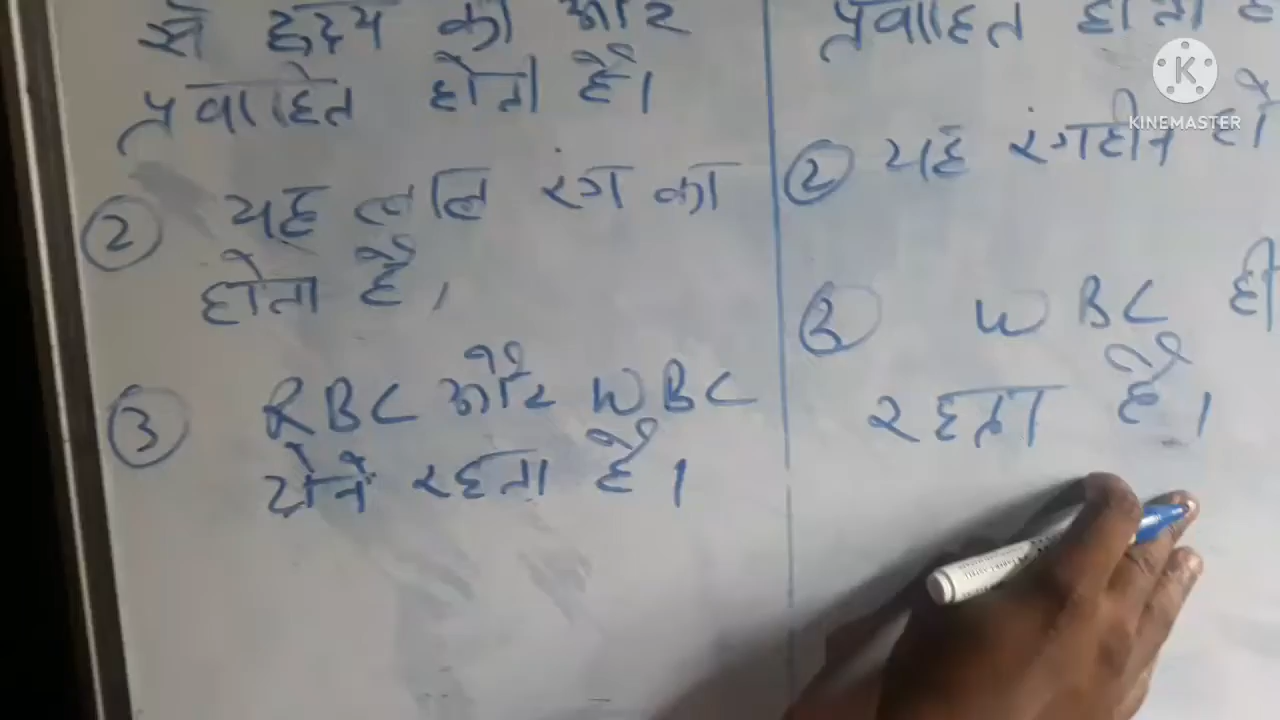 से हृदय की ओर
प्रवाहित होता है।
② यह लाल रंग का
होता है।
③ RBC और WBC
दोनो रहता है।
प्रवाहित होता है
② यह रंगहीन हो
③ WBC ही
रहता है।
K
KINEMASTER